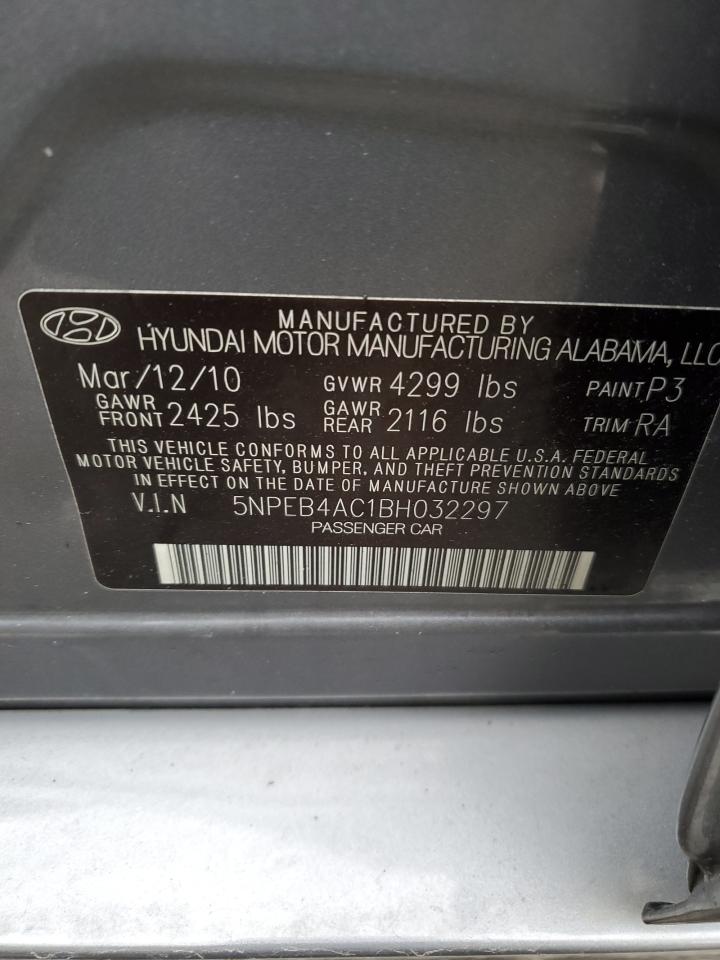 MANUFACTURED BY
HYUNDAI MOTOR MANUFACTURING ALABAMA, LLC
Mar/12/10 GVWR 4299 lbs PAINT P3
GAWR FRONT 2425 lbs GAWR REAR 2116 lbs TRIM RA
THIS VEHICLE CONFORMS TO ALL APPLICABLE U.S.A. FEDERAL
MOTOR VEHICLE SAFETY, BUMPER, AND THEFT PREVENTION STANDARDS
IN EFFECT ON THE DATE OF MANUFACTURE SHOWN ABOVE
V.I.N 5NPEB4AC1BH032297
PASSENGER CAR